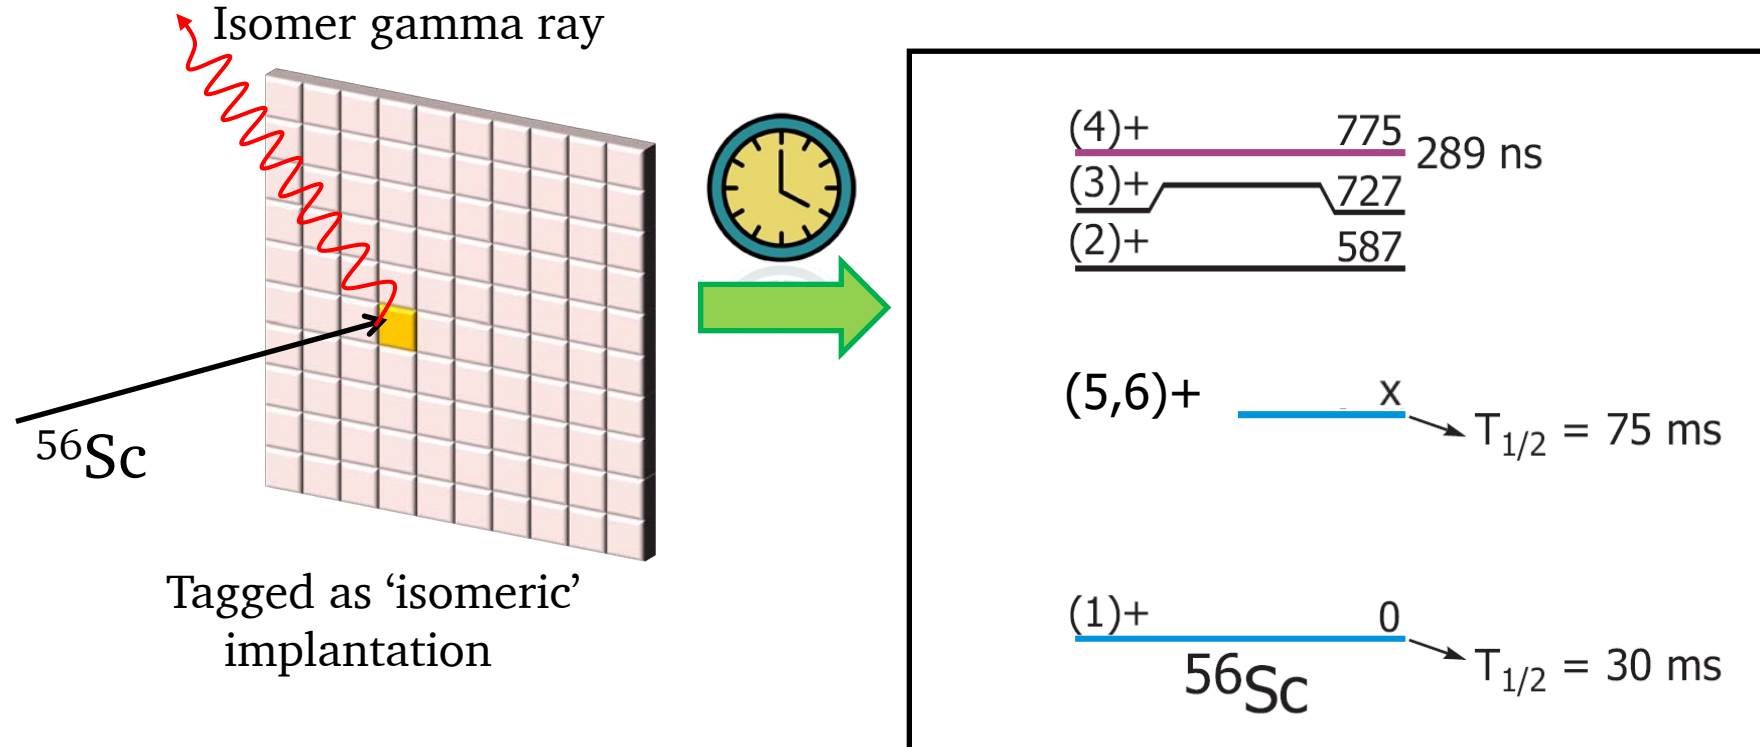 Isomer gamma ray
⁵⁶Sc
Tagged as ‘isomeric’
implantation
(4)+ 775 289 ns
(3)+ 727
(2)+ 587
(5,6)+ x
T₁/₂ = 75 ms
(1)+ 0
T₁/₂ = 30 ms
⁵⁶Sc